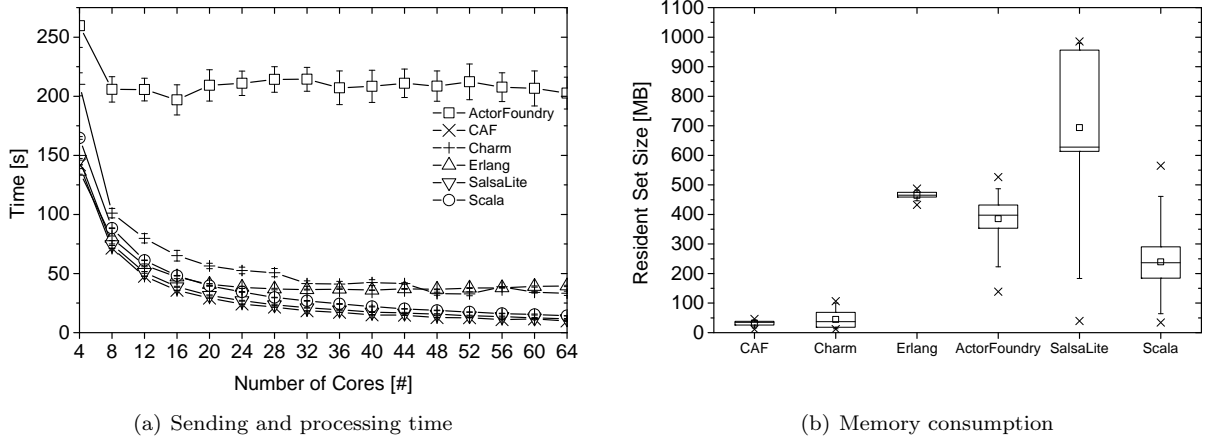 250
200
150
100
50
0
Time [s]
4 8 12 16 20 24 28 32 36 40 44 48 52 56 60 64
Number of Cores [#]
ActorFoundry
CAF
Charm
Erlang
SalsaLite
Scala
(a) Sending and processing time
1100
1000
900
800
700
600
500
400
300
200
100
0
Resident Set Size [MB]
CAF Charm Erlang ActorFoundry SalsaLite Scala
(b) Memory consumption